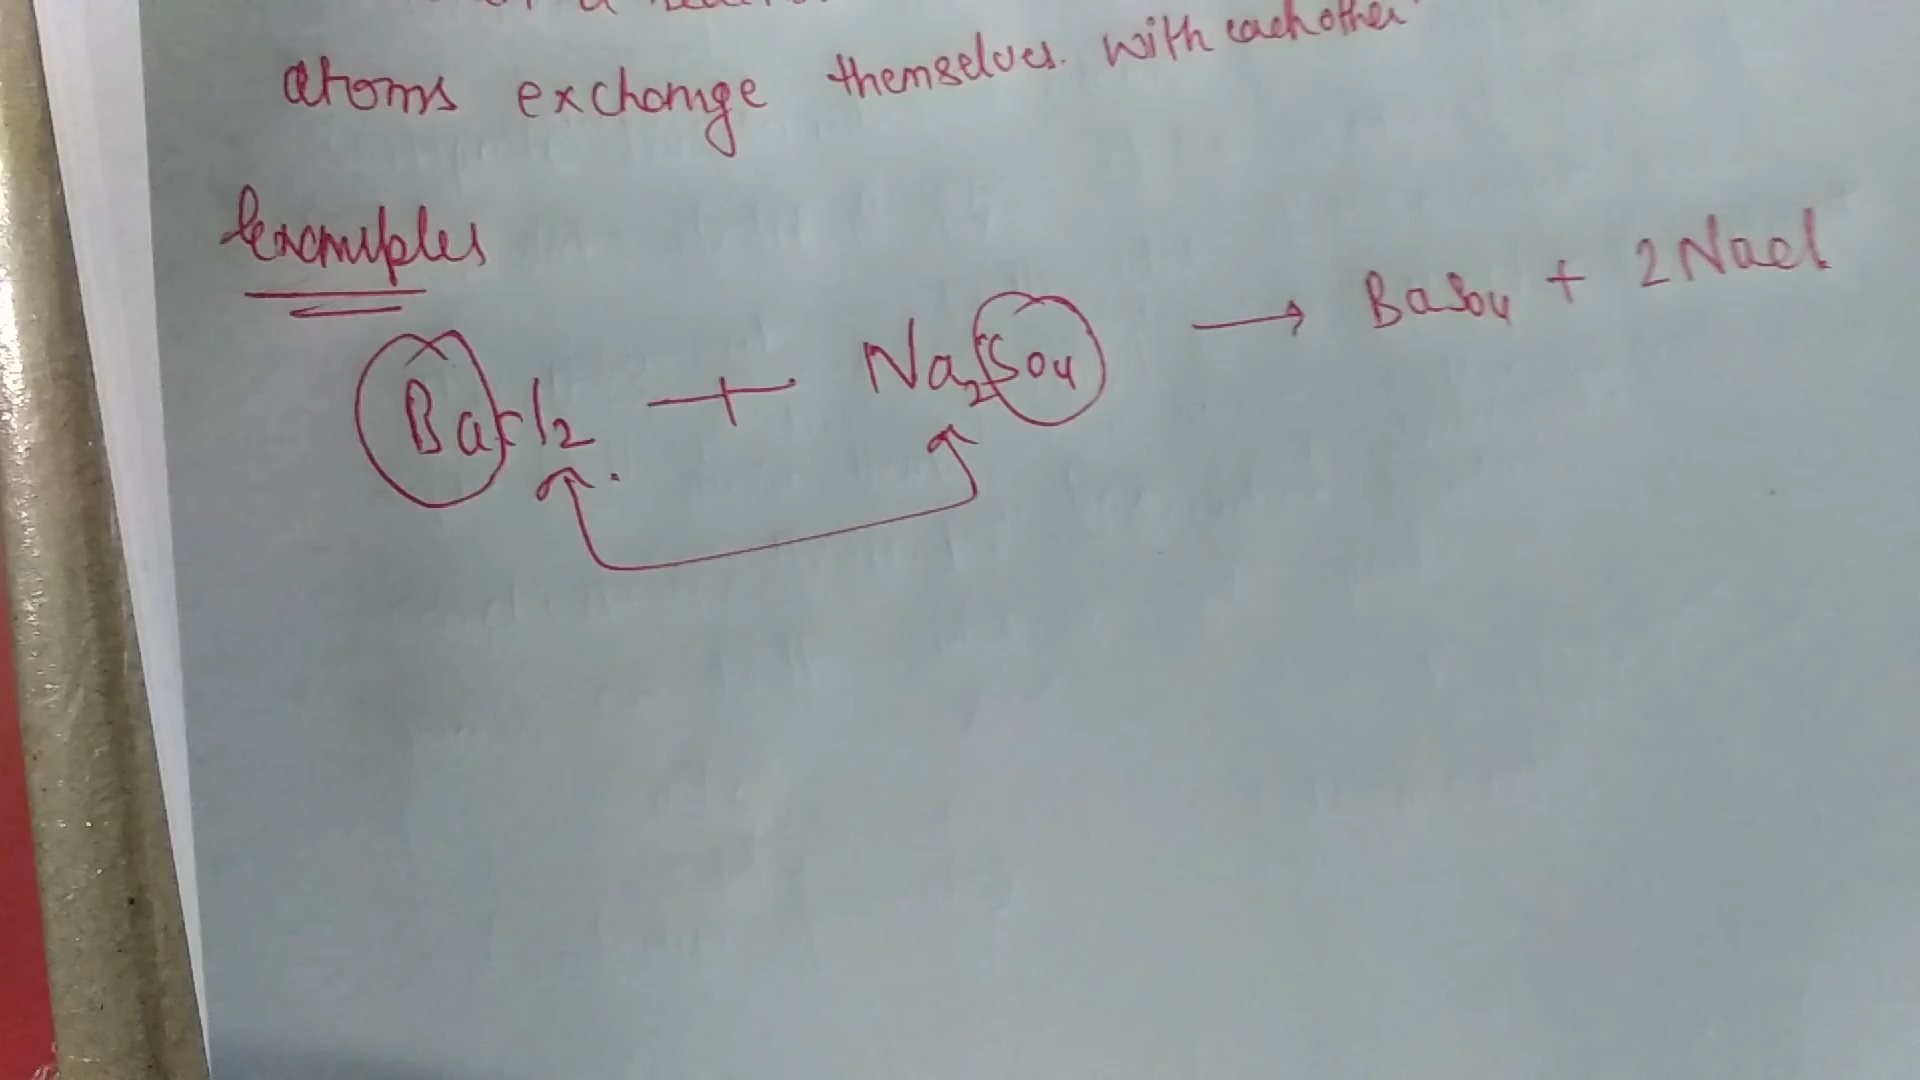 atoms exchange themselves. with each other
Examples
BaCl2 + Na2SO4 → BaSO4 + 2Nacl